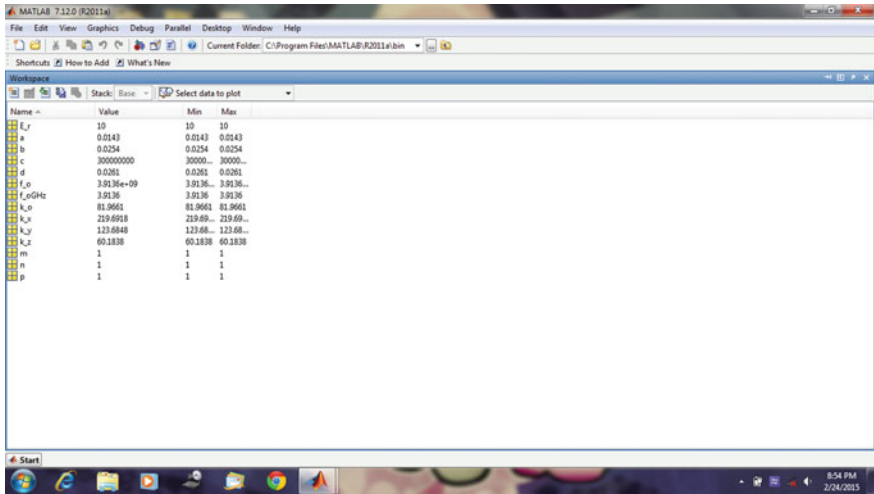 MATLAB 7.12.0 (R2011a)
File Edit View Graphics Debug Parallel Desktop Window Help
Current Folder: C:\Program Files\MATLAB\R2011a\bin
Shortcuts How to Add What's New
Workspace
Stack: Base Select data to plot
Name Value Min Max
E_r 10 10 10
a 0.0143 0.0143 0.0143
b 0.0254 0.0254 0.0254
c 300000000 30000... 30000...
d 0.0261 0.0261 0.0261
f_o 3.9136e+09 3.9136... 3.9136...
f_oGHz 3.9136 3.9136 3.9136
k_o 81.9661 81.9661 81.9661
k_x 219.6918 219.69... 219.69...
k_y 123.6848 123.68... 123.68...
k_z 60.1838 60.1838 60.1838
m 1 1 1
n 1 1 1
p 1 1 1
Start
8:54 PM
2/24/2015